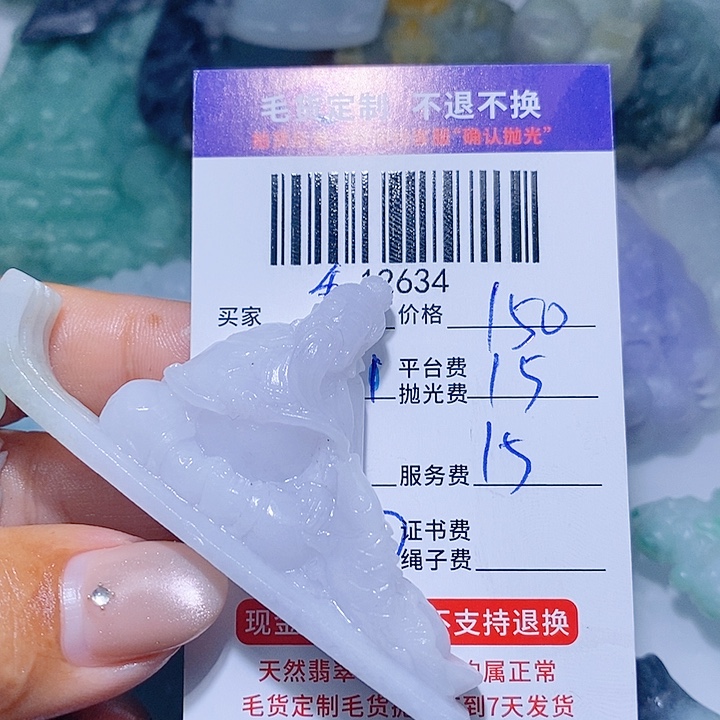 毛货定制 不退不换
"确认抛光"
12634
买家
价格 150
平台费
抛光费 15
服务费 15
证书费
绳子费
现金 不支持退换
天然翡翠 属正常
毛货定制毛货抛 到7天发货